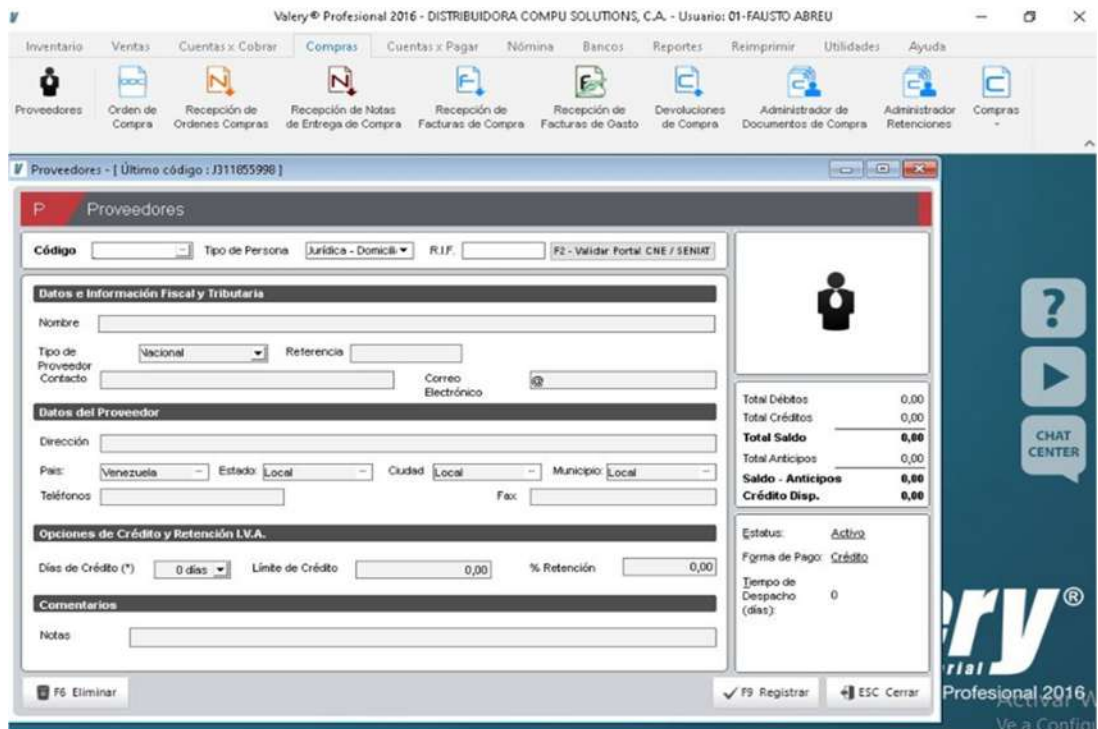 Valery® Profesional 2016 - DISTRIBUIDORA COMPU SOLUTIONS, C.A. - Usuario: 01-FAUSTO ABREU
Inventario Ventas Cuentas x Cobrar Compras Cuentas x Pagar Nómina Bancos Reportes Reimprimir Utilidades Ayuda
Proveedores Orden de Compra Recepción de Ordenes Compras Recepción de Notas de Entrega de Compra Recepción de Facturas de Compra Recepción de Facturas de Gasto Devoluciones de Compra Administrador de Documentos de Compra Administrador Retenciones Compras
Proveedores - [ Último código : J311855998 ]
P Proveedores
Código Tipo de Persona Jurídica - Domicili R.I.F. F2 - Validar Portal CNE / SENIAT
Datos e Información Fiscal y Tributaria
Nombre
Tipo de Proveedor Nacional Referencia
Contacto Correo Electrónico @
Datos del Proveedor
Dirección
Pais: Venezuela Estado: Local Ciudad Local Municipio: Local
Teléfonos Fax
Opciones de Crédito y Retención I.V.A.
Días de Crédito (*) 0 días Límite de Crédito 0,00 % Retención 0,00
Comentarios
Notas
Total Débitos 0,00
Total Créditos 0,00
Total Saldo 0,00
Total Anticipos 0,00
Saldo - Anticipos 0,00
Crédito Disp. 0,00
Estatus: Activo
Forma de Pago: Crédito
Tiempo de Despacho (días): 0
F6 Eliminar F9 Registrar ESC Cerrar
?
CHAT CENTER
ery®
rial
Profesional 2016
Activar W
Ve a Config